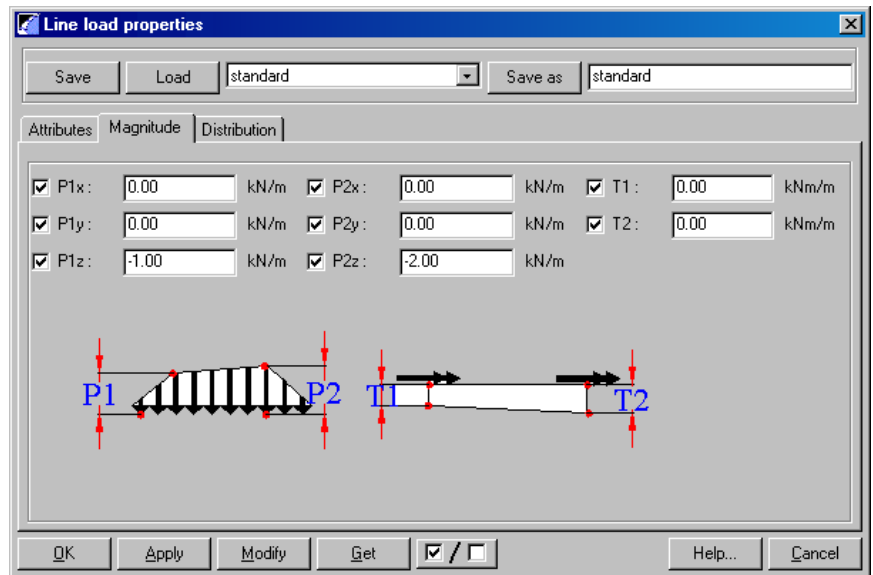 Line load properties
Save Load standard Save as standard
Attributes Magnitude Distribution
P1x : 0.00 kN/m P2x : 0.00 kN/m T1 : 0.00 kNm/m
P1y : 0.00 kN/m P2y : 0.00 kN/m T2 : 0.00 kNm/m
P1z : -1.00 kN/m P2z : -2.00 kN/m
P1 P2 T1 T2
OK Apply Modify Get / Help... Cancel